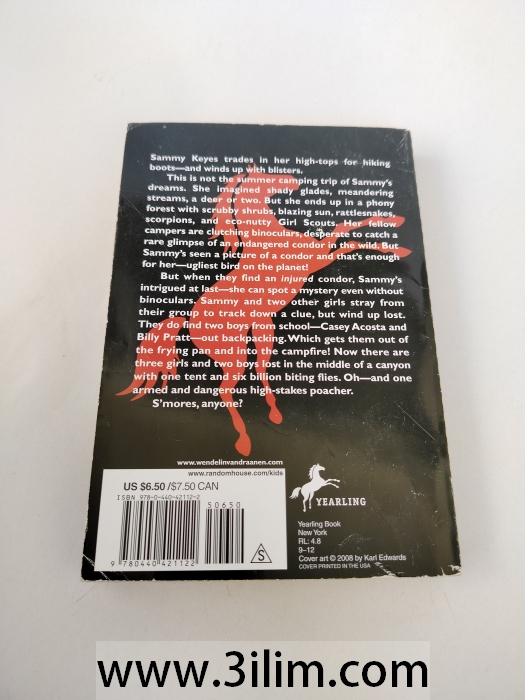 Sammy Keyes trades in her high-tops for hiking
boots—and winds up with blisters.
This is not the summer camping trip of Sammy's
dreams. She imagined shady glades, meandering
streams, a deer or two. But she ends up in a phony
forest with scrubby shrubs, blazing sun, rattlesnakes,
scorpions, and eco-nutty Girl Scouts. Her fellow
campers are clutching binoculars, desperate to catch a
rare glimpse of an endangered condor in the wild. But
Sammy's seen a picture of a condor and that's enough
for her—ugliest bird on the planet!
But when they find an injured condor, Sammy's
intrigued at last—she can spot a mystery even without
binoculars. Sammy and two other girls stray from
their group to track down a clue, but wind up lost.
They do find two boys from school—Casey Acosta and
Billy Pratt—out backpacking. Which gets them out of
the frying pan and into the campfire! Now there are
three girls and two boys lost in the middle of a canyon
with one tent and six billion biting flies. Oh—and one
armed and dangerous high-stakes poacher.
S'mores, anyone?
www.wendelinvandraanen.com
www.randomhouse.com/kids
US $6.50 /$7.50 CAN
ISBN 978-0-440-42112-2
50650
9 780440 421122
S
YEARLING
Yearling Book
New York
RL: 4.8
9–12
Cover art © 2008 by Karl Edwards
COVER PRINTED IN THE USA
www.3ilim.com